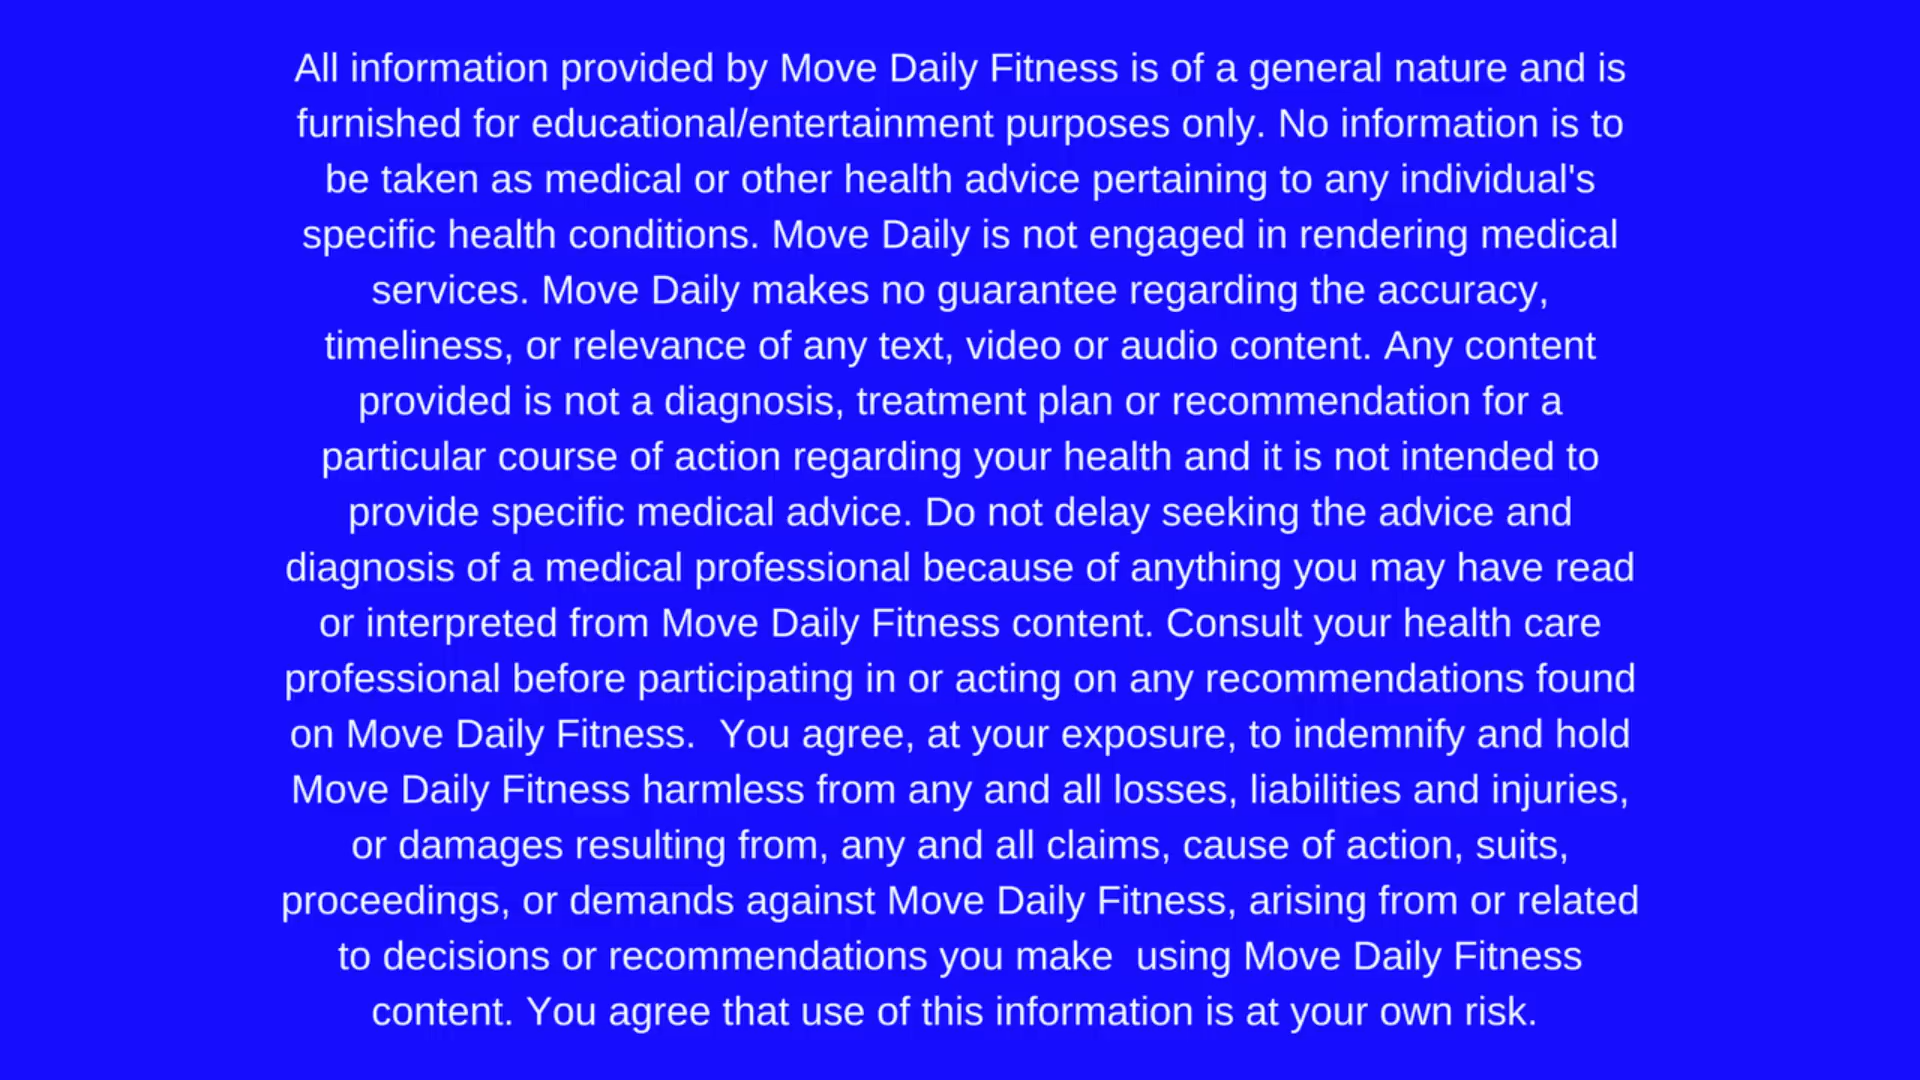 All information provided by Move Daily Fitness is of a general nature and is
furnished for educational/entertainment purposes only. No information is to
be taken as medical or other health advice pertaining to any individual's
specific health conditions. Move Daily is not engaged in rendering medical
services. Move Daily makes no guarantee regarding the accuracy,
timeliness, or relevance of any text, video or audio content. Any content
provided is not a diagnosis, treatment plan or recommendation for a
particular course of action regarding your health and it is not intended to
provide specific medical advice. Do not delay seeking the advice and
diagnosis of a medical professional because of anything you may have read
or interpreted from Move Daily Fitness content. Consult your health care
professional before participating in or acting on any recommendations found
on Move Daily Fitness.  You agree, at your exposure, to indemnify and hold
Move Daily Fitness harmless from any and all losses, liabilities and injuries,
or damages resulting from, any and all claims, cause of action, suits,
proceedings, or demands against Move Daily Fitness, arising from or related
to decisions or recommendations you make  using Move Daily Fitness
content. You agree that use of this information is at your own risk.